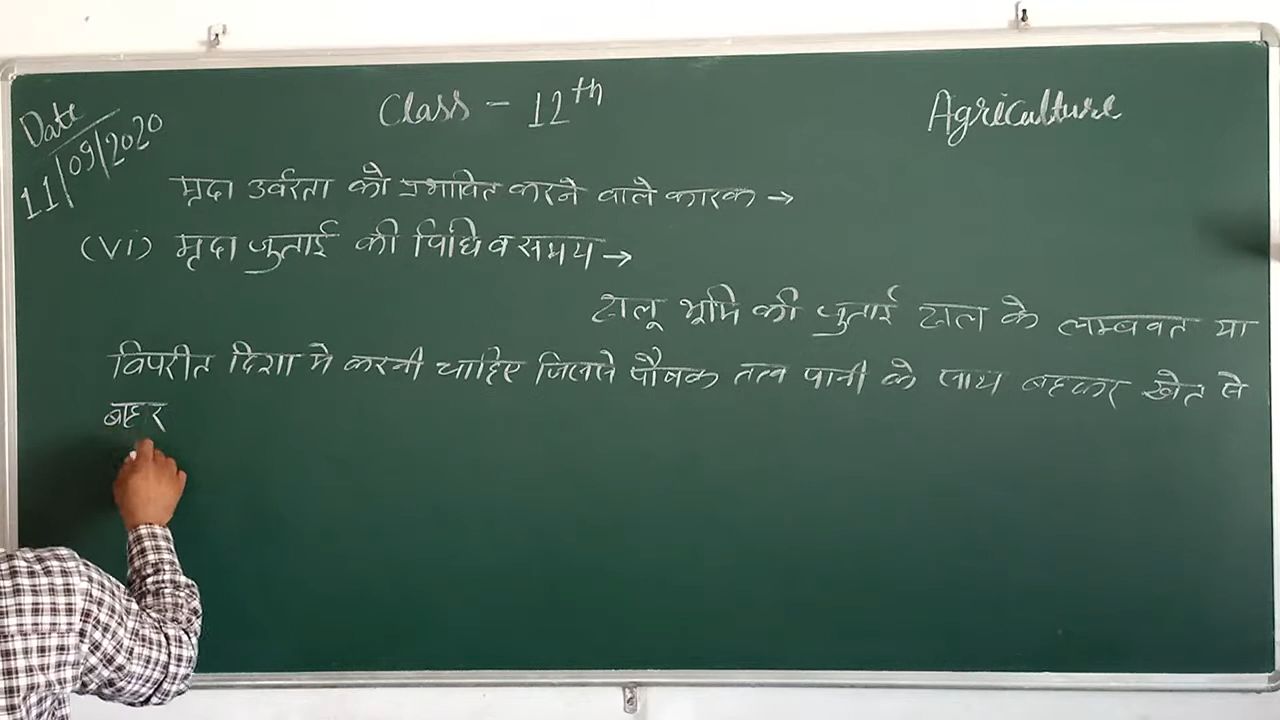 Date
11/09/2020
Class - 12th
Agriculture
मृदा उर्वरता को प्रभावित करने वाले कारक →
(vi) मृदा जुताई की विधि व समय →
ढालू भूमि की जुताई ढाल के लम्बवत या
विपरीत दिशा मे करनी चाहिए जिससे पौषक तत्व पानी के साथ बहकर खेत से
बाहर